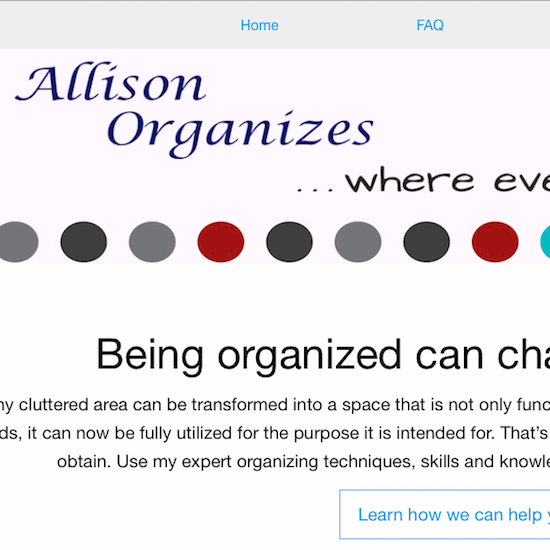 Home FAQ
Allison
Organizes
...where eve
Being organized can cha
ny cluttered area can be transformed into a space that is not only func
ds, it can now be fully utilized for the purpose it is intended for. That's
obtain. Use my expert organizing techniques, skills and knowle
Learn how we can help y